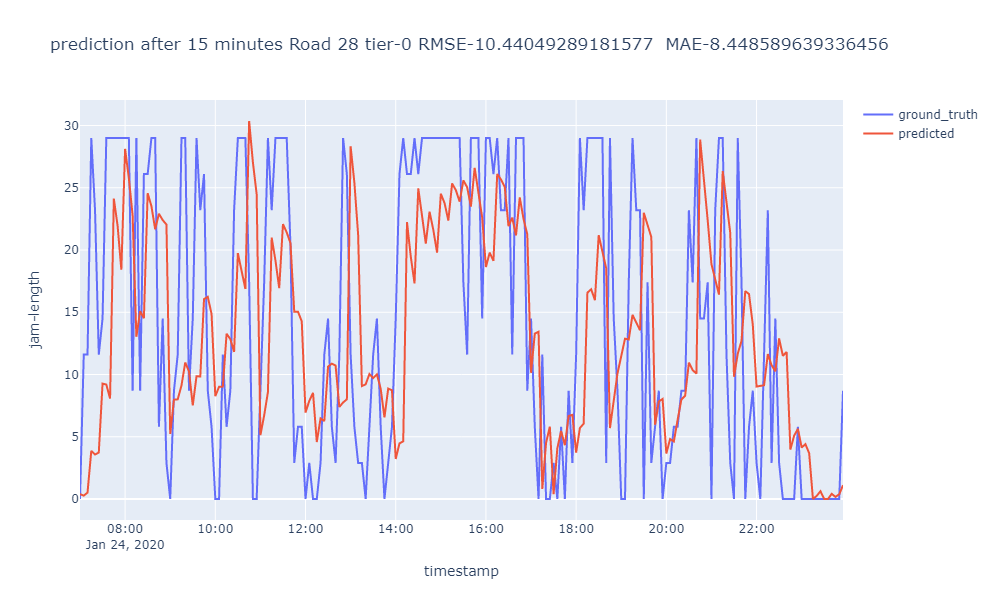 prediction after 15 minutes Road 28 tier-0 RMSE-10.44049289181577  MAE-8.448589639336456
ground_truth
predicted
30
25
20
15
10
5
0
jam-length
08:00 10:00 12:00 14:00 16:00 18:00 20:00 22:00
Jan 24, 2020
timestamp